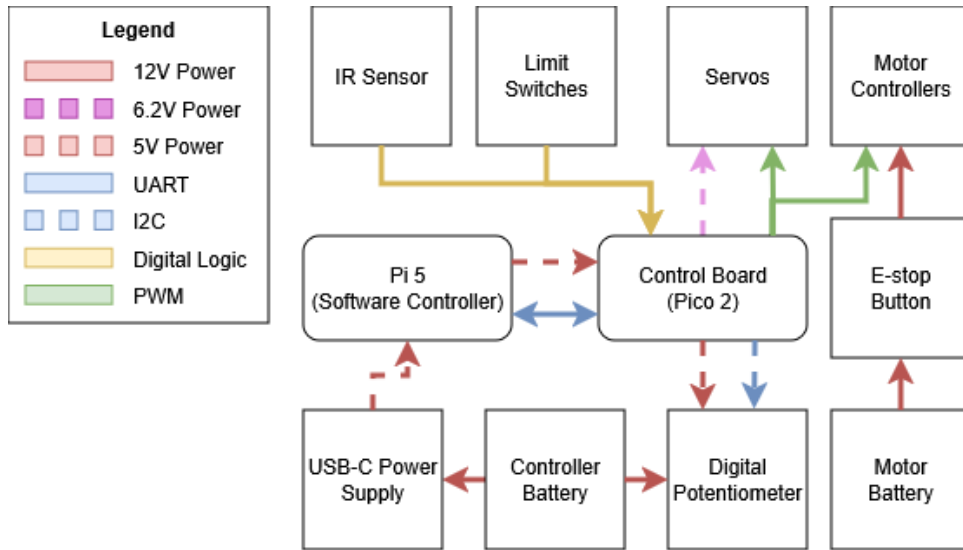 Legend
12V Power
6.2V Power
5V Power
UART
I2C
Digital Logic
PWM
IR Sensor
Limit
Switches
Servos
Motor
Controllers
Pi 5
(Software Controller)
Control Board
(Pico 2)
E-stop
Button
USB-C Power
Supply
Controller
Battery
Digital
Potentiometer
Motor
Battery